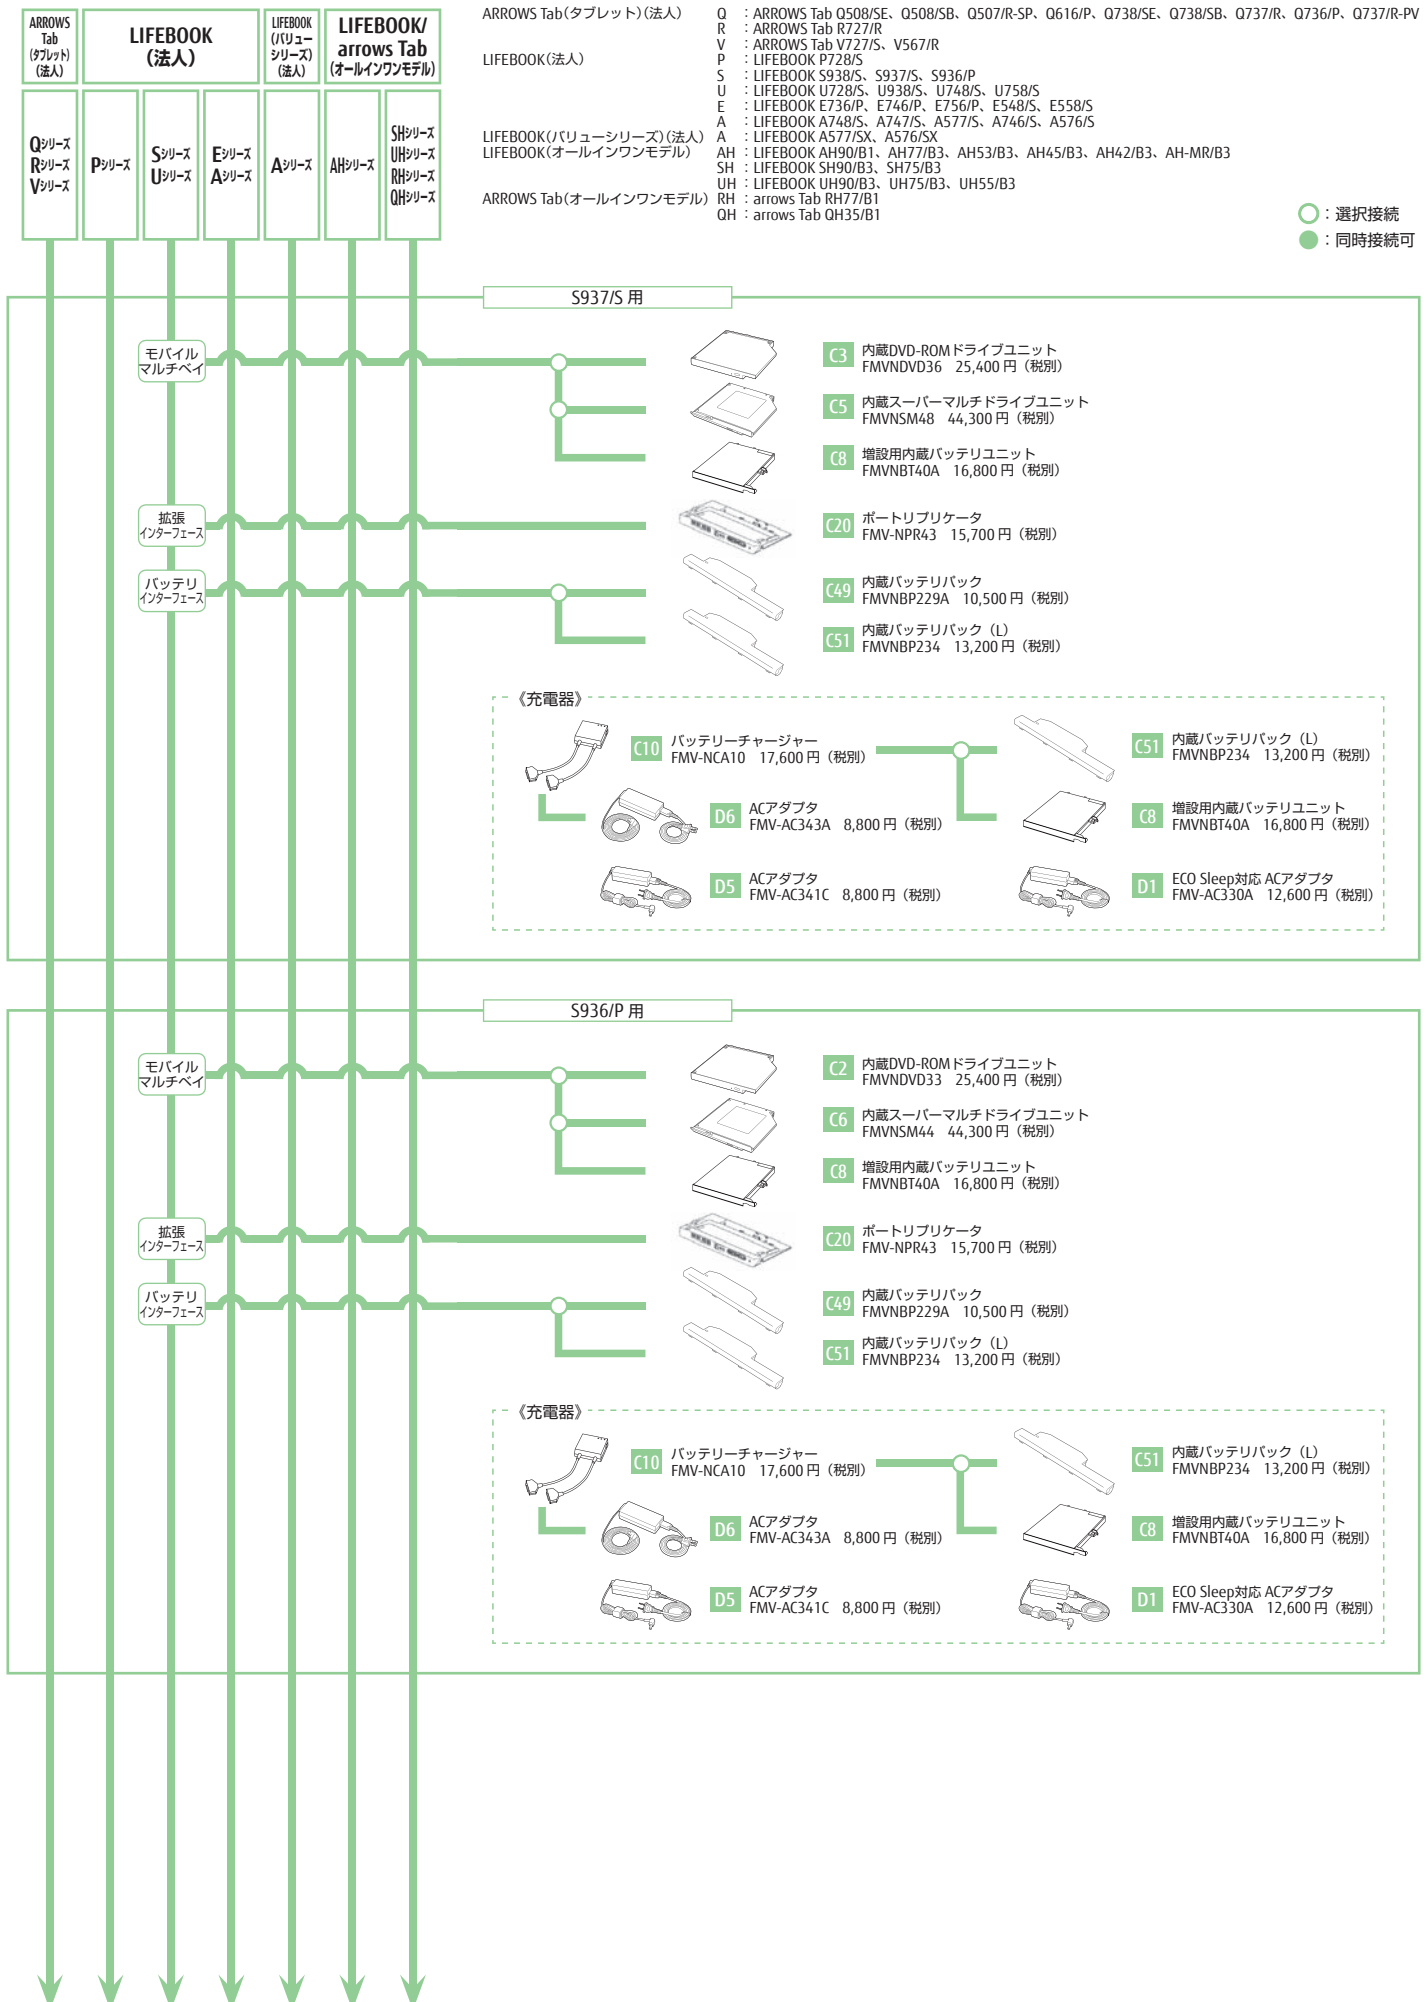 ARROWS
Tab
(タブレット)
(法人)
LIFEBOOK
(法人)
LIFEBOOK
(バリュー
シリーズ)
(法人)
LIFEBOOK/
arrows Tab
(オールインワンモデル)
Qシリーズ
Rシリーズ
Vシリーズ
Pシリーズ
Sシリーズ
Uシリーズ
Eシリーズ
Aシリーズ
Aシリーズ
AHシリーズ
SHシリーズ
UHシリーズ
RHシリーズ
QHシリーズ
ARROWS Tab(タブレット)(法人) Q : ARROWS Tab Q508/SE、Q508/SB、Q507/R-SP、Q616/P、Q738/SE、Q738/SB、Q737/R、Q736/P、Q737/R-PV
R : ARROWS Tab R727/R
V : ARROWS Tab V727/S、V567/R
LIFEBOOK(法人) P : LIFEBOOK P728/S
S : LIFEBOOK S938/S、S937/S、S936/P
U : LIFEBOOK U728/S、U938/S、U748/S、U758/S
E : LIFEBOOK E736/P、E746/P、E756/P、E548/S、E558/S
A : LIFEBOOK A748/S、A747/S、A577/S、A746/S、A576/S
LIFEBOOK(バリューシリーズ)(法人) A : LIFEBOOK A577/SX、A576/SX
LIFEBOOK(オールインワンモデル) AH : LIFEBOOK AH90/B1、AH77/B3、AH53/B3、AH45/B3、AH42/B3、AH-MR/B3
SH : LIFEBOOK SH90/B3、SH75/B3
UH : LIFEBOOK UH90/B3、UH75/B3、UH55/B3
ARROWS Tab(オールインワンモデル) RH : arrows Tab RH77/B1
QH : arrows Tab QH35/B1
○：選択接続
●：同時接続可
S937/S 用
モバイル
マルチベイ
C3 内蔵DVD-ROMドライブユニット
FMVNDVD36 25,400 円（税別）
C5 内蔵スーパーマルチドライブユニット
FMVNSM48 44,300 円（税別）
C8 増設用内蔵バッテリユニット
FMVNBT40A 16,800 円（税別）
拡張
インターフェース
C20 ポートリプリケータ
FMV-NPR43 15,700 円（税別）
バッテリ
インターフェース
C49 内蔵バッテリパック
FMVNBP229A 10,500 円（税別）
C51 内蔵バッテリパック（L）
FMVNBP234 13,200 円（税別）
《充電器》
C10 バッテリーチャージャー
FMV-NCA10 17,600 円（税別）
C51 内蔵バッテリパック（L）
FMVNBP234 13,200 円（税別）
D6 ACアダプタ
FMV-AC343A 8,800 円（税別）
C8 増設用内蔵バッテリユニット
FMVNBT40A 16,800 円（税別）
D5 ACアダプタ
FMV-AC341C 8,800 円（税別）
D1 ECO Sleep対応 ACアダプタ
FMV-AC330A 12,600 円（税別）
S936/P 用
モバイル
マルチベイ
C2 内蔵DVD-ROMドライブユニット
FMVNDVD33 25,400 円（税別）
C6 内蔵スーパーマルチドライブユニット
FMVNSM44 44,300 円（税別）
C8 増設用内蔵バッテリユニット
FMVNBT40A 16,800 円（税別）
拡張
インターフェース
C20 ポートリプリケータ
FMV-NPR43 15,700 円（税別）
バッテリ
インターフェース
C49 内蔵バッテリパック
FMVNBP229A 10,500 円（税別）
C51 内蔵バッテリパック（L）
FMVNBP234 13,200 円（税別）
《充電器》
C10 バッテリーチャージャー
FMV-NCA10 17,600 円（税別）
C51 内蔵バッテリパック（L）
FMVNBP234 13,200 円（税別）
D6 ACアダプタ
FMV-AC343A 8,800 円（税別）
C8 増設用内蔵バッテリユニット
FMVNBT40A 16,800 円（税別）
D5 ACアダプタ
FMV-AC341C 8,800 円（税別）
D1 ECO Sleep対応 ACアダプタ
FMV-AC330A 12,600 円（税別）